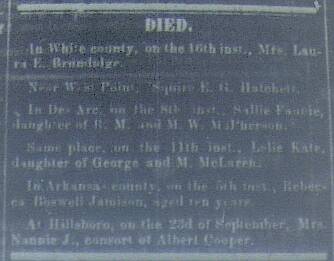 DIED.
In White county, on the 16th inst., Mrs. Lau-
ra E. Brundidge.
Near West Point, 'Squire E. G. Hatchett.
In Des Arc, on the 8th inst., Sallie Fannie,
daughter of R. M. and M. W. McPherson.
Same place, on the 11th inst., Lelie Kate,
daughter of George and M. McLaren.
In Arkansas county, on the 5th inst., Rebec-
ca Boswell Jamison, aged ten years.
At Hillsboro, on the 23d of September, Mrs.
Nannie J., consort of Albert Cooper.